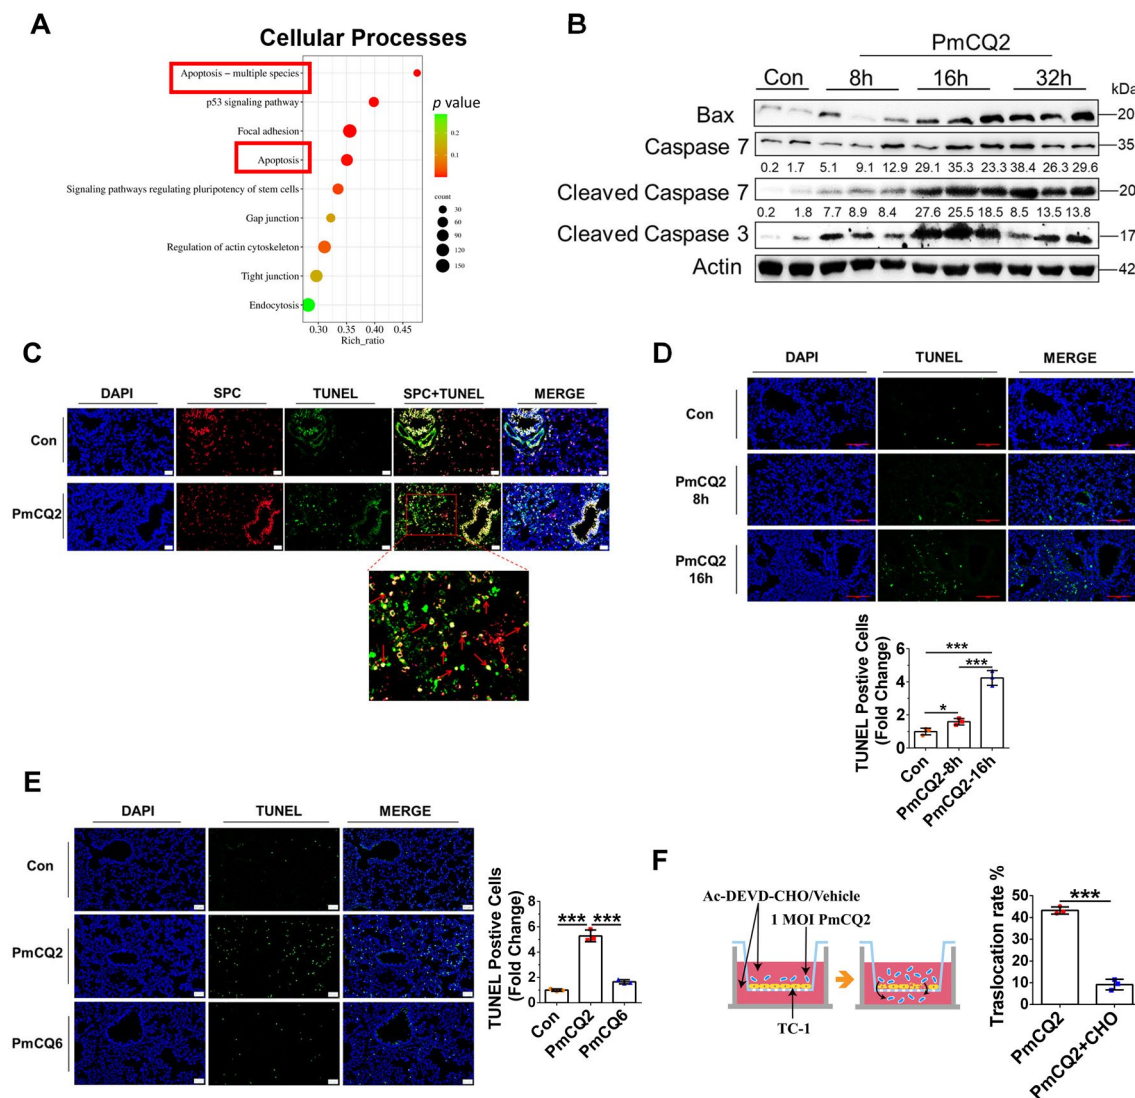 A
Cellular Processes
Apoptosis − multiple species
p53 signaling pathway
Focal adhesion
Apoptosis
Signaling pathways regulating pluripotency of stem cells
Gap junction
Regulation of actin cytoskeleton
Tight junction
Endocytosis
0.30 0.35 0.40 0.45
Rich_ratio
p value
0.2
0.1
count
30
60
90
120
150
B
PmCQ2
Con 8h 16h 32h kDa
Bax 20
Caspase 7 35
0.2 1.7 5.1 9.1 12.9 29.1 35.3 23.3 38.4 26.3 29.6
Cleaved Caspase 7 20
0.2 1.8 7.7 8.9 8.4 27.6 25.5 18.5 8.5 13.5 13.8
Cleaved Caspase 3 17
Actin 42
C
DAPI SPC TUNEL SPC+TUNEL MERGE
Con
PmCQ2
D
DAPI TUNEL MERGE
Con
PmCQ2
8h
PmCQ2
16h
TUNEL Postive Cells
(Fold Change)
6
4
2
0
***
***
*
Con
PmCQ2-8h
PmCQ2-16h
E
DAPI TUNEL MERGE
Con
PmCQ2
PmCQ6
TUNEL Postive Cells
(Fold Change)
8
6
4
2
0
*** ***
Con
PmCQ2
PmCQ6
F
Ac-DEVD-CHO/Vehicle
1 MOI PmCQ2
TC-1
Traslocation rate %
50
40
30
20
10
0
***
PmCQ2
PmCQ2+CHO